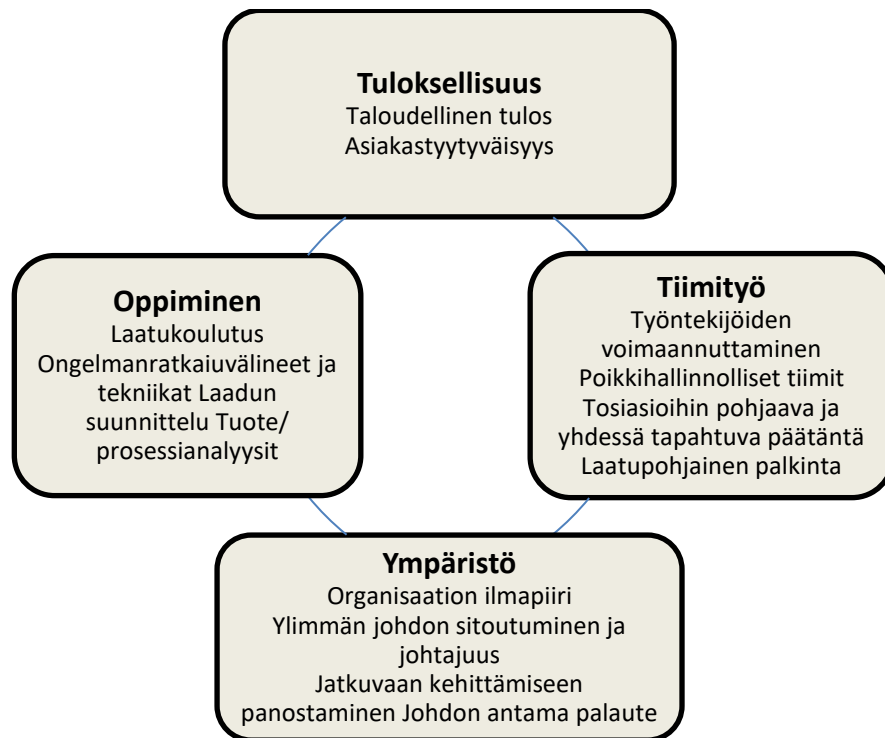 Tuloksellisuus
Taloudellinen tulos
Asiakastyytyväisyys
Oppiminen
Laatukoulutus
Ongelmanratkaiuvälineet ja
tekniikat Laadun
suunnittelu Tuote/
prosessianalyysit
Tiimityö
Työntekijöiden
voimaannuttaminen
Poikkihallinnolliset tiimit
Tosiasioihin pohjaava ja
yhdessä tapahtuva päätäntä
Laatupohjainen palkinta
Ympäristö
Organisaation ilmapiiri
Ylimmän johdon sitoutuminen ja
johtajuus
Jatkuvaan kehittämiseen
panostaminen Johdon antama palaute